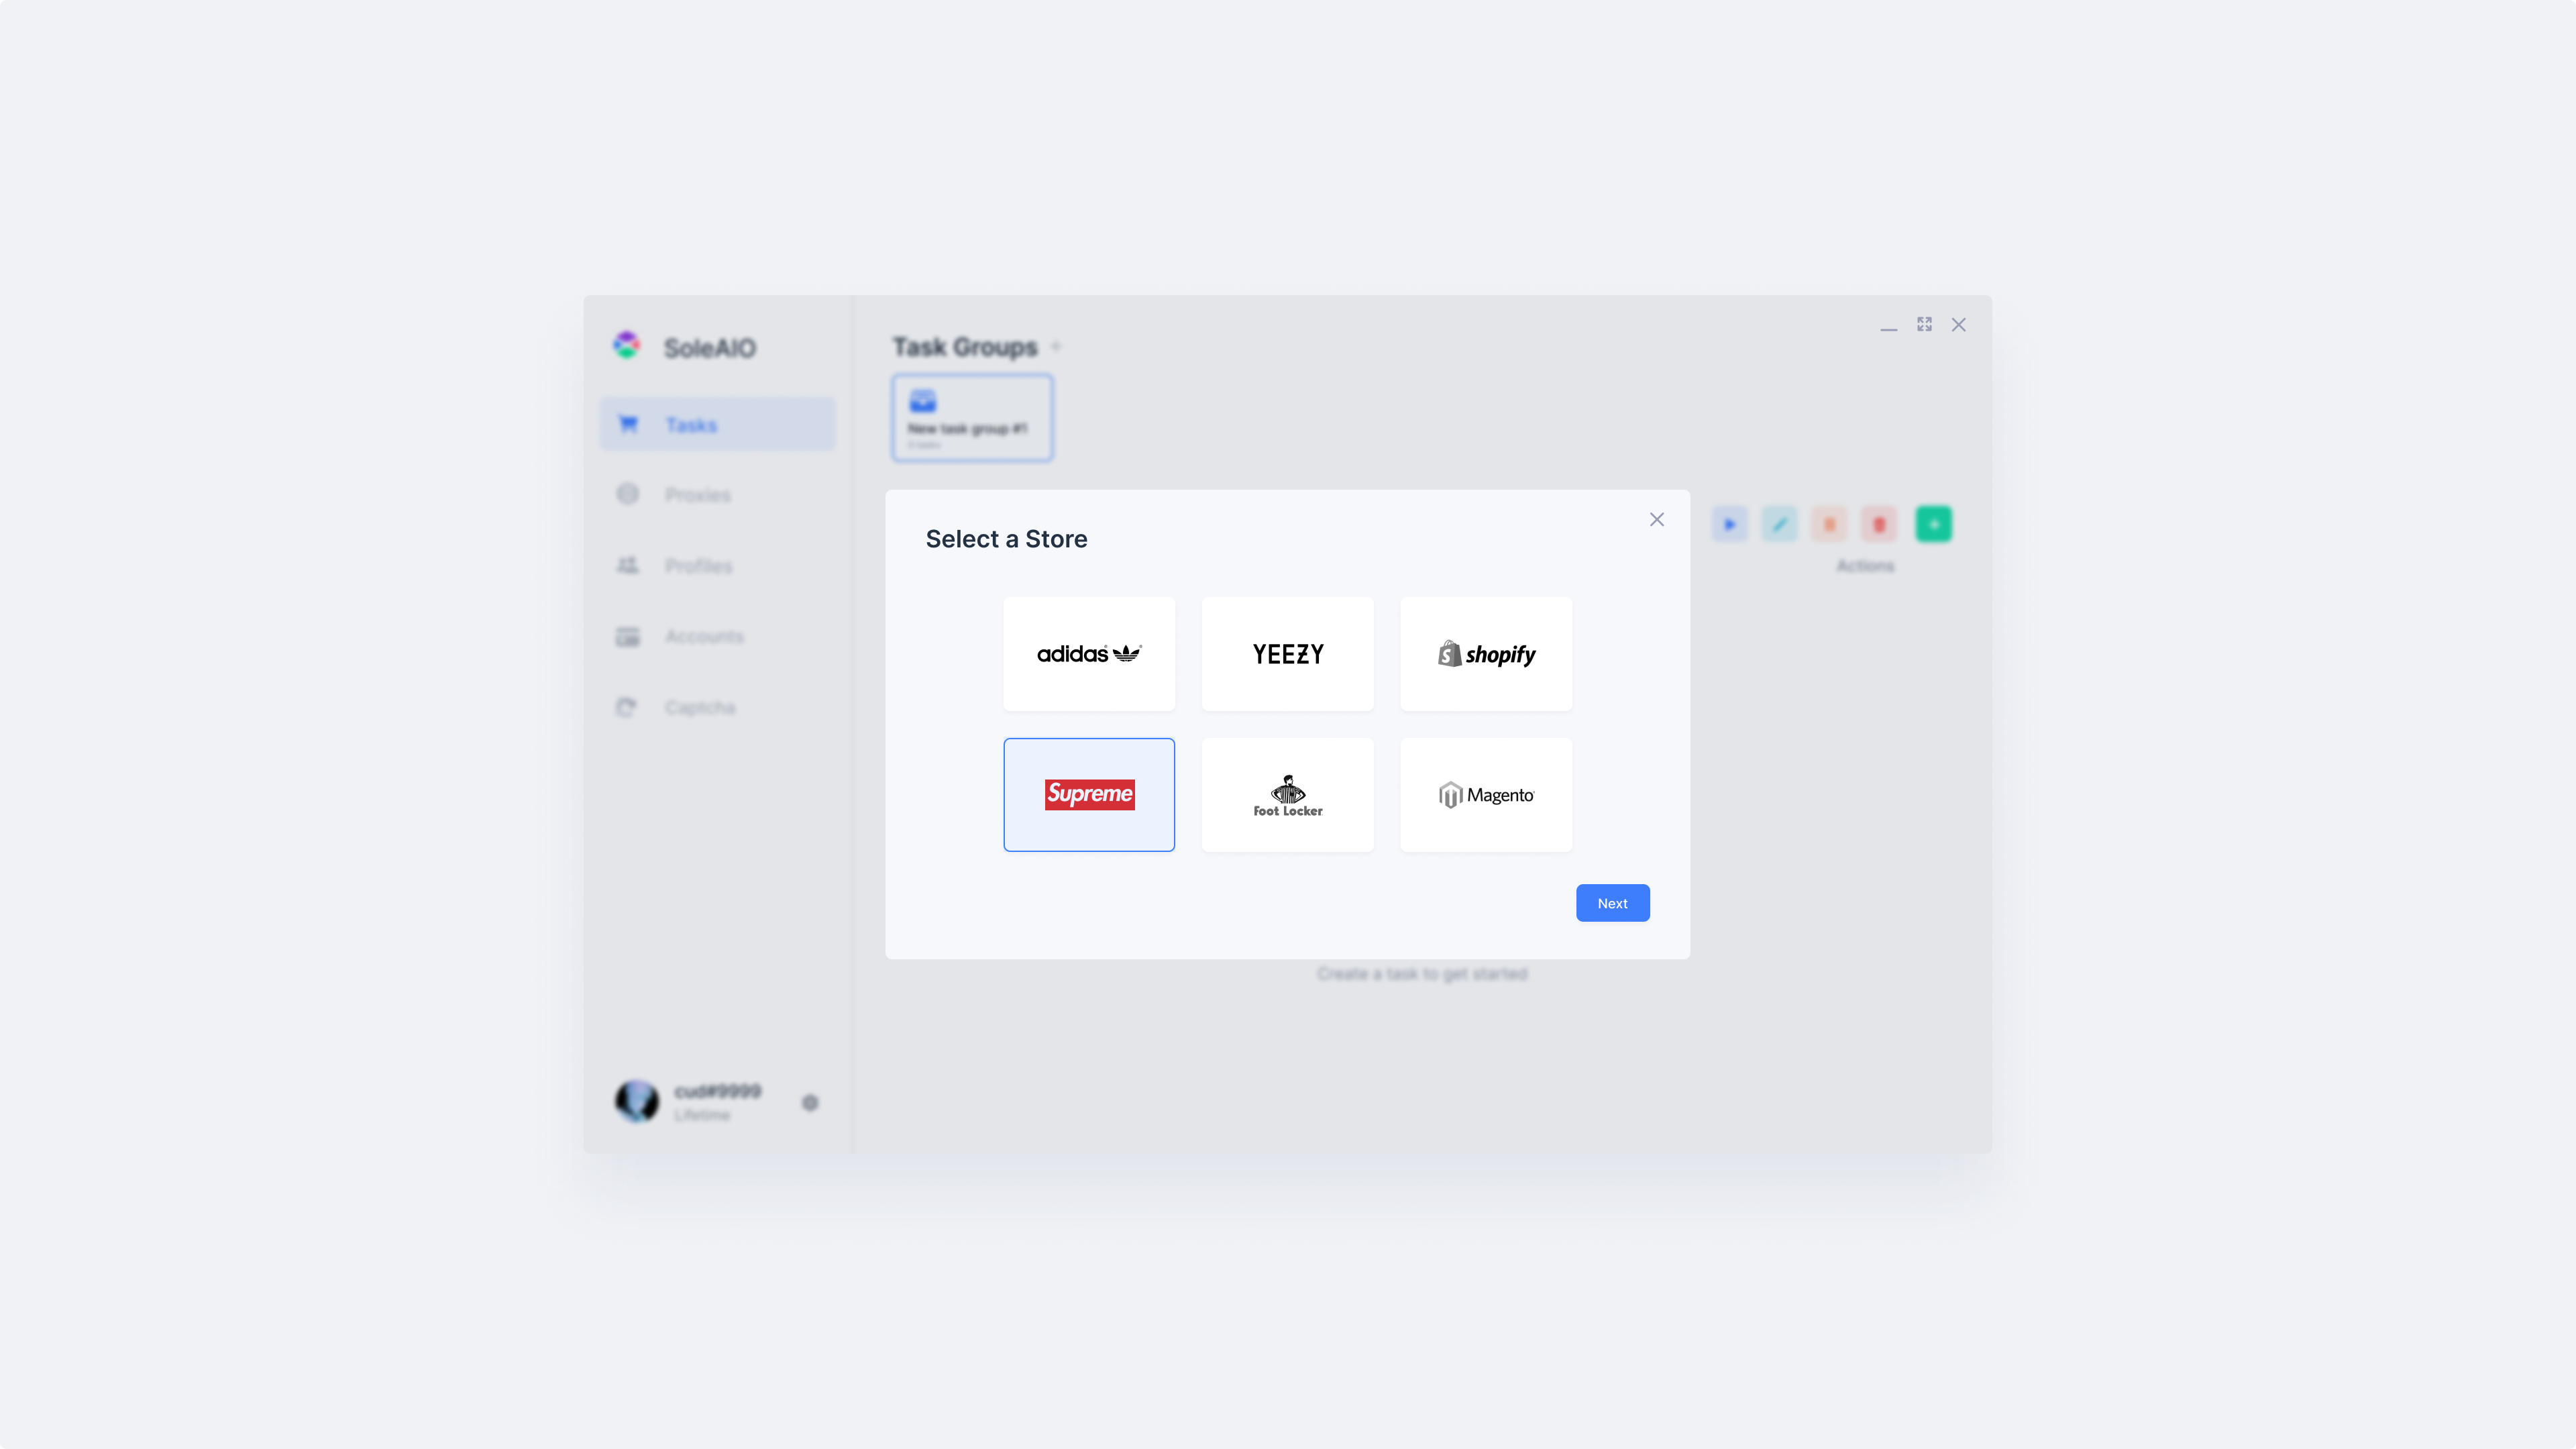 SoleAIO
Tasks
Proxies
Profiles
Accounts
Captcha
cud#9999
Lifetime
Task Groups +
New task group #1
Actions
Select a Store
adidas
YEEZY
shopify
Supreme
Foot Locker
Magento
Next
Create a task to get started